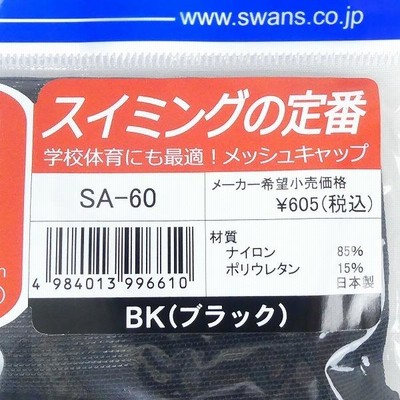 www.swans.co.jp
スイミングの定番
学校体育にも最適！メッシュキャップ
SA-60
メーカー希望小売価格
¥605(税込)
材質
ナイロン 85%
ポリウレタン 15%
日本製
4 984013 996610
BK(ブラック)